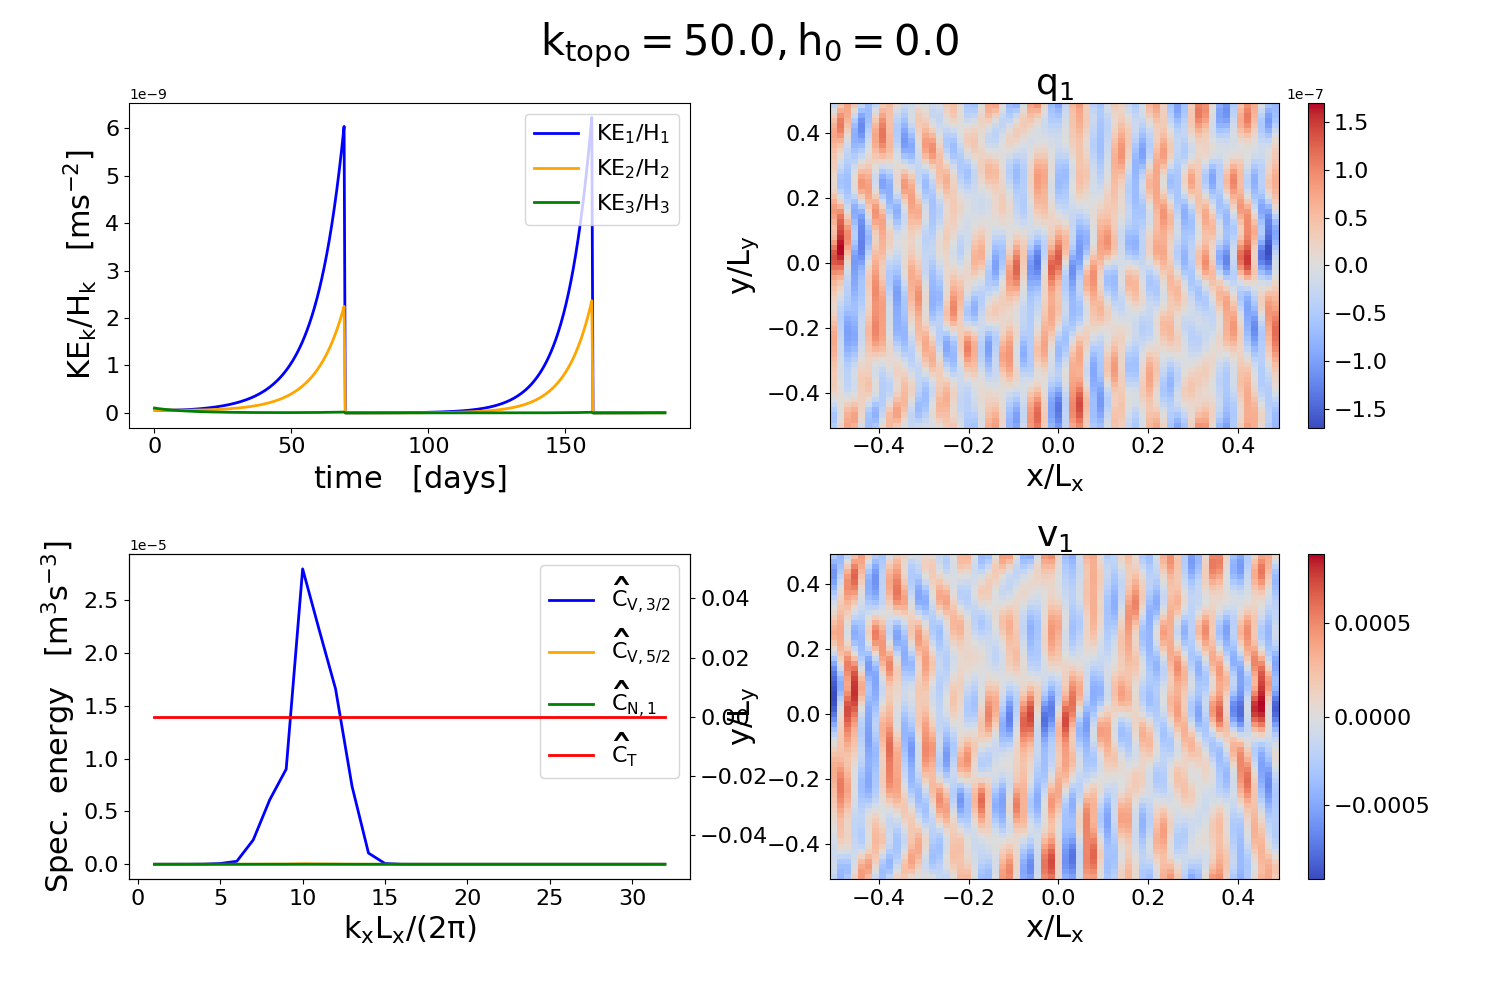 k_topo = 50.0, h_0 = 0.0
1e−9
KE_k/H_k [ms^−2]
6
5
4
3
2
1
0
0 50 100 150
time [days]
KE_1/H_1
KE_2/H_2
KE_3/H_3
q_1
y/L_y
0.4
0.2
0.0
−0.2
−0.4
−0.4 −0.2 0.0 0.2 0.4
x/L_x
1e−7
1.5
1.0
0.5
0.0
−0.5
−1.0
−1.5
1e−5
Spec. energy [m^3s^−3]
2.5
2.0
1.5
1.0
0.5
0.0
0 5 10 15 20 25 30
k_xL_x/(2π)
Ĉ_V,3/2
Ĉ_V,5/2
Ĉ_N,1
Ĉ_T
0.04
0.02
0.00
−0.02
−0.04
v_1
y/L_y
0.4
0.2
0.0
−0.2
−0.4
−0.4 −0.2 0.0 0.2 0.4
x/L_x
0.0005
0.0000
−0.0005